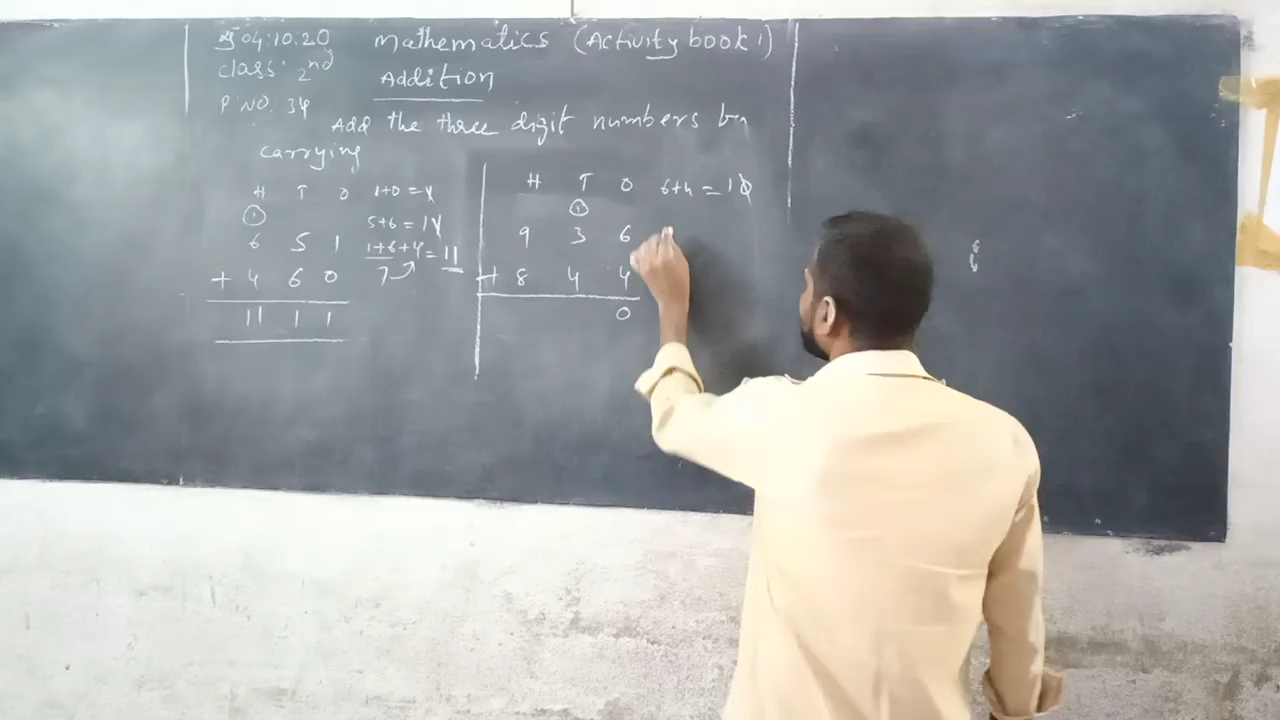 04.10.20 Mathematics (Activity book 1)
Class: 2nd Addition
P. NO. 34
Add the three digit numbers by
carrying
H T O 1+0=1
1
5+6=11
6 5 1 1+6+4=11
+ 4 6 0 7
11 1 1
H T O 6+4=10
1
9 3 6
+ 8 4 4
0